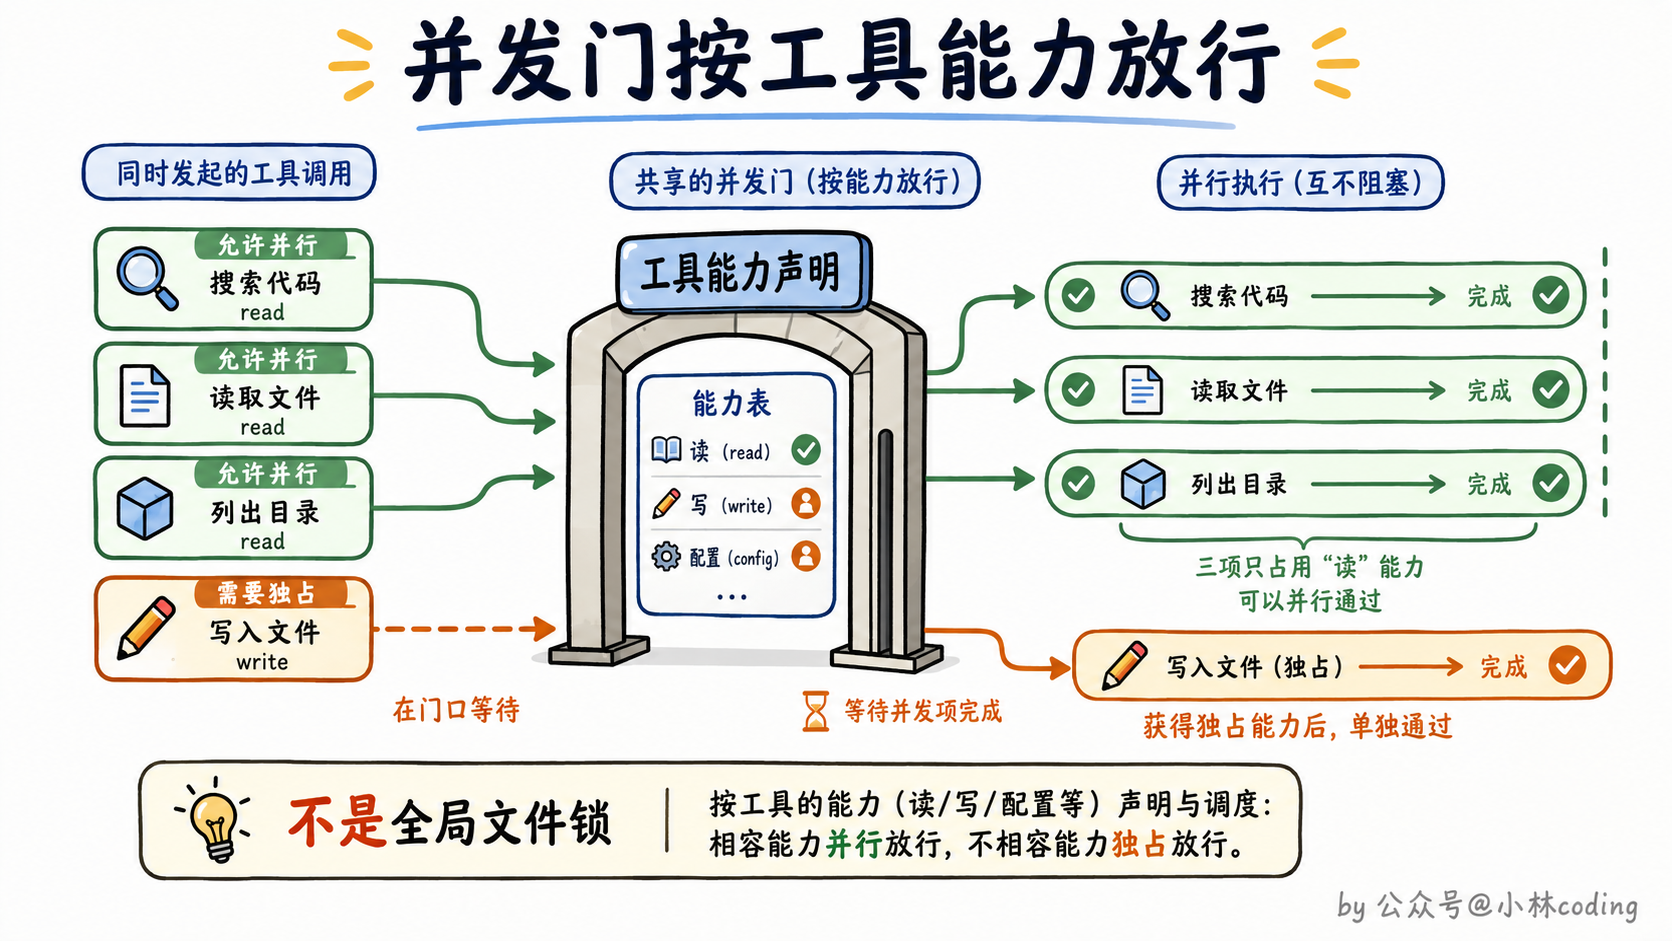 并发门按工具能力放行
同时发起的工具调用
允许并行
搜索代码
read
允许并行
读取文件
read
允许并行
列出目录
read
需要独占
写入文件
write
在门口等待
共享的并发门（按能力放行）
工具能力声明
能力表
读（read）
写（write）
配置（config）
...
等待并发项完成
并行执行（互不阻塞）
搜索代码 完成
读取文件 完成
列出目录 完成
三项只占用“读”能力
可以并行通过
写入文件（独占） 完成
获得独占能力后，单独通过
不是全局文件锁
按工具的能力（读/写/配置等）声明与调度：
相容能力并行放行，不相容能力独占放行。
by 公众号@小林coding